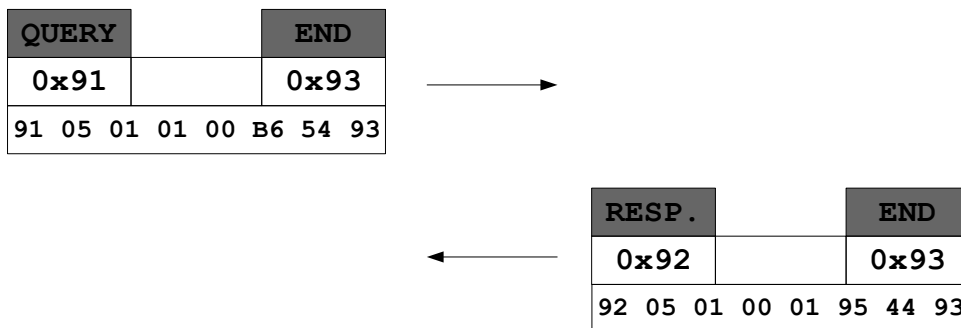 QUERY END
0x91 0x93
91 05 01 01 00 B6 54 93
RESP. END
0x92 0x93
92 05 01 00 01 95 44 93